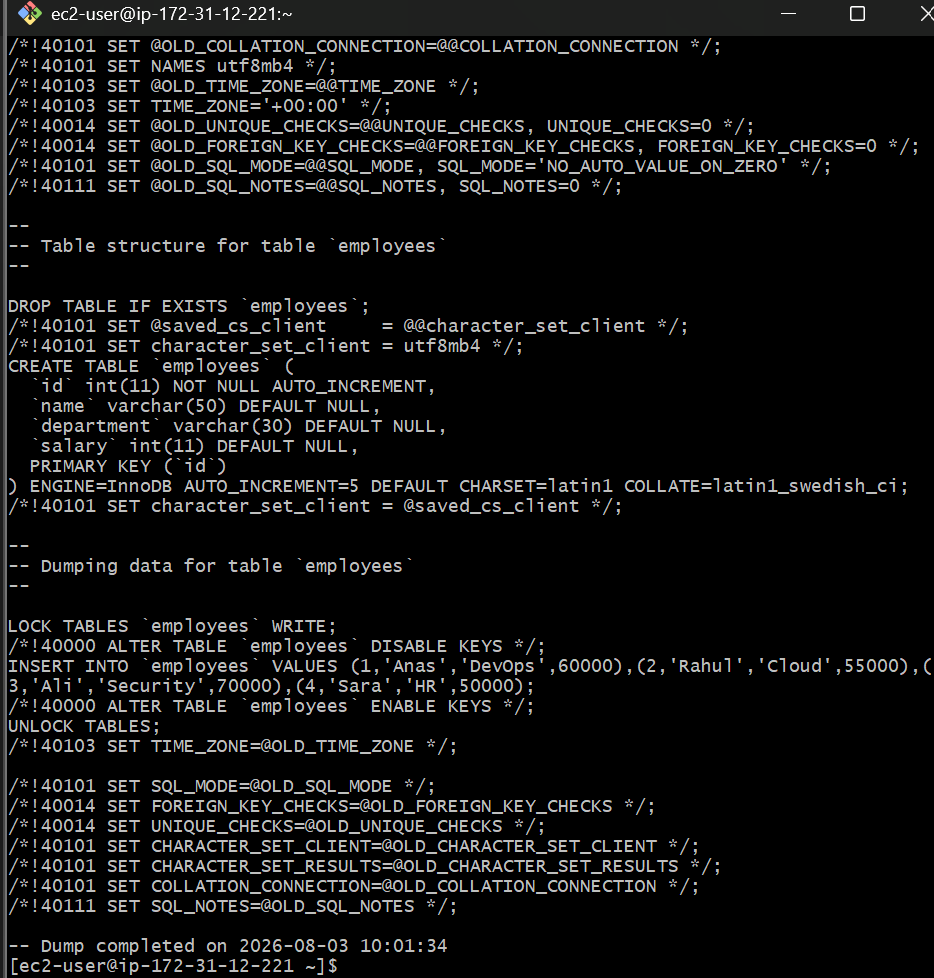 ec2-user@ip-172-31-12-221:~
/*!40101 SET @OLD_COLLATION_CONNECTION=@@COLLATION_CONNECTION */;
/*!40101 SET NAMES utf8mb4 */;
/*!40103 SET @OLD_TIME_ZONE=@@TIME_ZONE */;
/*!40103 SET TIME_ZONE='+00:00' */;
/*!40014 SET @OLD_UNIQUE_CHECKS=@@UNIQUE_CHECKS, UNIQUE_CHECKS=0 */;
/*!40014 SET @OLD_FOREIGN_KEY_CHECKS=@@FOREIGN_KEY_CHECKS, FOREIGN_KEY_CHECKS=0 */;
/*!40101 SET @OLD_SQL_MODE=@@SQL_MODE, SQL_MODE='NO_AUTO_VALUE_ON_ZERO' */;
/*!40111 SET @OLD_SQL_NOTES=@@SQL_NOTES, SQL_NOTES=0 */;

--
-- Table structure for table `employees`
--

DROP TABLE IF EXISTS `employees`;
/*!40101 SET @saved_cs_client     = @@character_set_client */;
/*!40101 SET character_set_client = utf8mb4 */;
CREATE TABLE `employees` (
  `id` int(11) NOT NULL AUTO_INCREMENT,
  `name` varchar(50) DEFAULT NULL,
  `department` varchar(30) DEFAULT NULL,
  `salary` int(11) DEFAULT NULL,
  PRIMARY KEY (`id`)
) ENGINE=InnoDB AUTO_INCREMENT=5 DEFAULT CHARSET=latin1 COLLATE=latin1_swedish_ci;
/*!40101 SET character_set_client = @saved_cs_client */;

--
-- Dumping data for table `employees`
--

LOCK TABLES `employees` WRITE;
/*!40000 ALTER TABLE `employees` DISABLE KEYS */;
INSERT INTO `employees` VALUES (1,'Anas','DevOps',60000),(2,'Rahul','Cloud',55000),(
3,'Ali','Security',70000),(4,'Sara','HR',50000);
/*!40000 ALTER TABLE `employees` ENABLE KEYS */;
UNLOCK TABLES;
/*!40103 SET TIME_ZONE=@OLD_TIME_ZONE */;

/*!40101 SET SQL_MODE=@OLD_SQL_MODE */;
/*!40014 SET FOREIGN_KEY_CHECKS=@OLD_FOREIGN_KEY_CHECKS */;
/*!40014 SET UNIQUE_CHECKS=@OLD_UNIQUE_CHECKS */;
/*!40101 SET CHARACTER_SET_CLIENT=@OLD_CHARACTER_SET_CLIENT */;
/*!40101 SET CHARACTER_SET_RESULTS=@OLD_CHARACTER_SET_RESULTS */;
/*!40101 SET COLLATION_CONNECTION=@OLD_COLLATION_CONNECTION */;
/*!40111 SET SQL_NOTES=@OLD_SQL_NOTES */;

-- Dump completed on 2026-08-03 10:01:34
[ec2-user@ip-172-31-12-221 ~]$